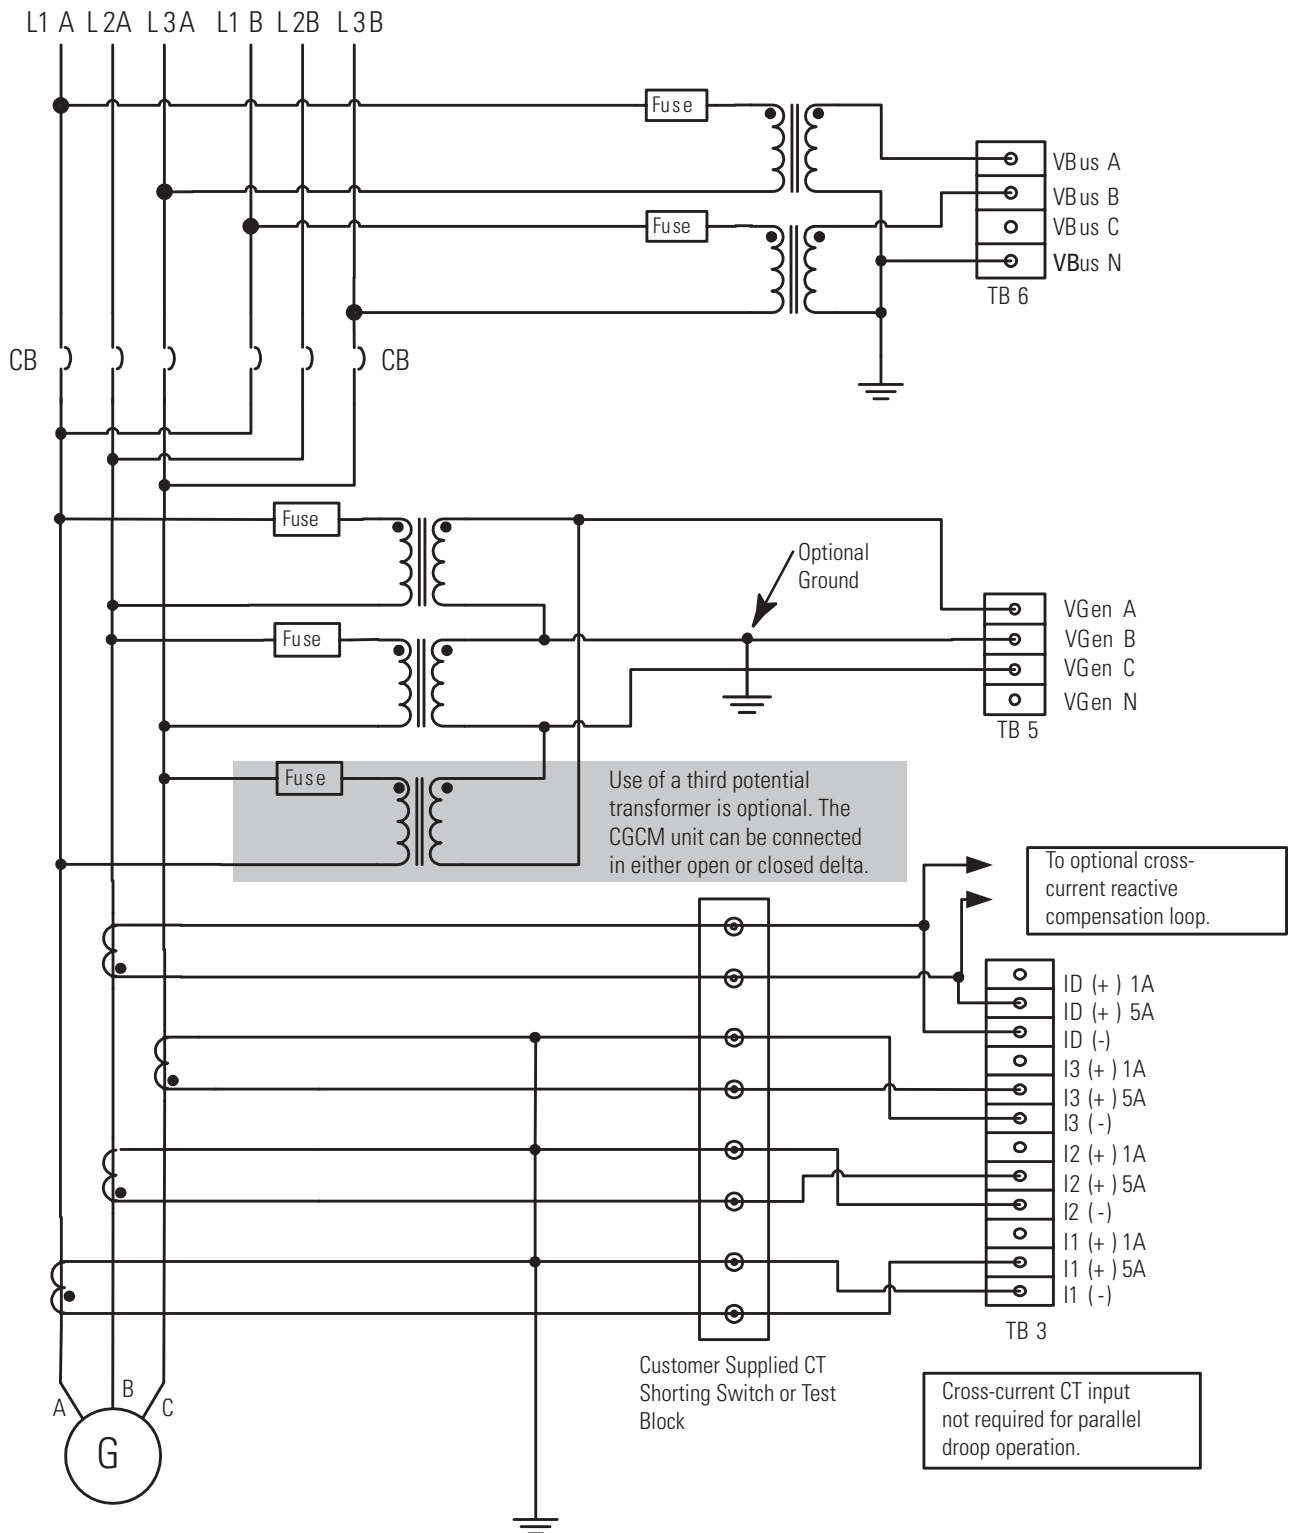 L1 A L2A L3A L1 B L2B L3B
Fuse
VBus A
VBus B
Fuse
VBus C
VBus N
TB 6
CB
CB
Fuse
Optional
Ground
VGen A
Fuse
VGen B
VGen C
VGen N
TB 5
Fuse
Use of a third potential
transformer is optional. The
CGCM unit can be connected
in either open or closed delta.
To optional cross-
current reactive
compensation loop.
ID (+) 1A
ID (+) 5A
ID (-)
I3 (+) 1A
I3 (+) 5A
I3 (-)
I2 (+) 1A
I2 (+) 5A
I2 (-)
I1 (+) 1A
I1 (+) 5A
I1 (-)
TB 3
Customer Supplied CT
Shorting Switch or Test
Block
Cross-current CT input
not required for parallel
droop operation.
A
B
C
G